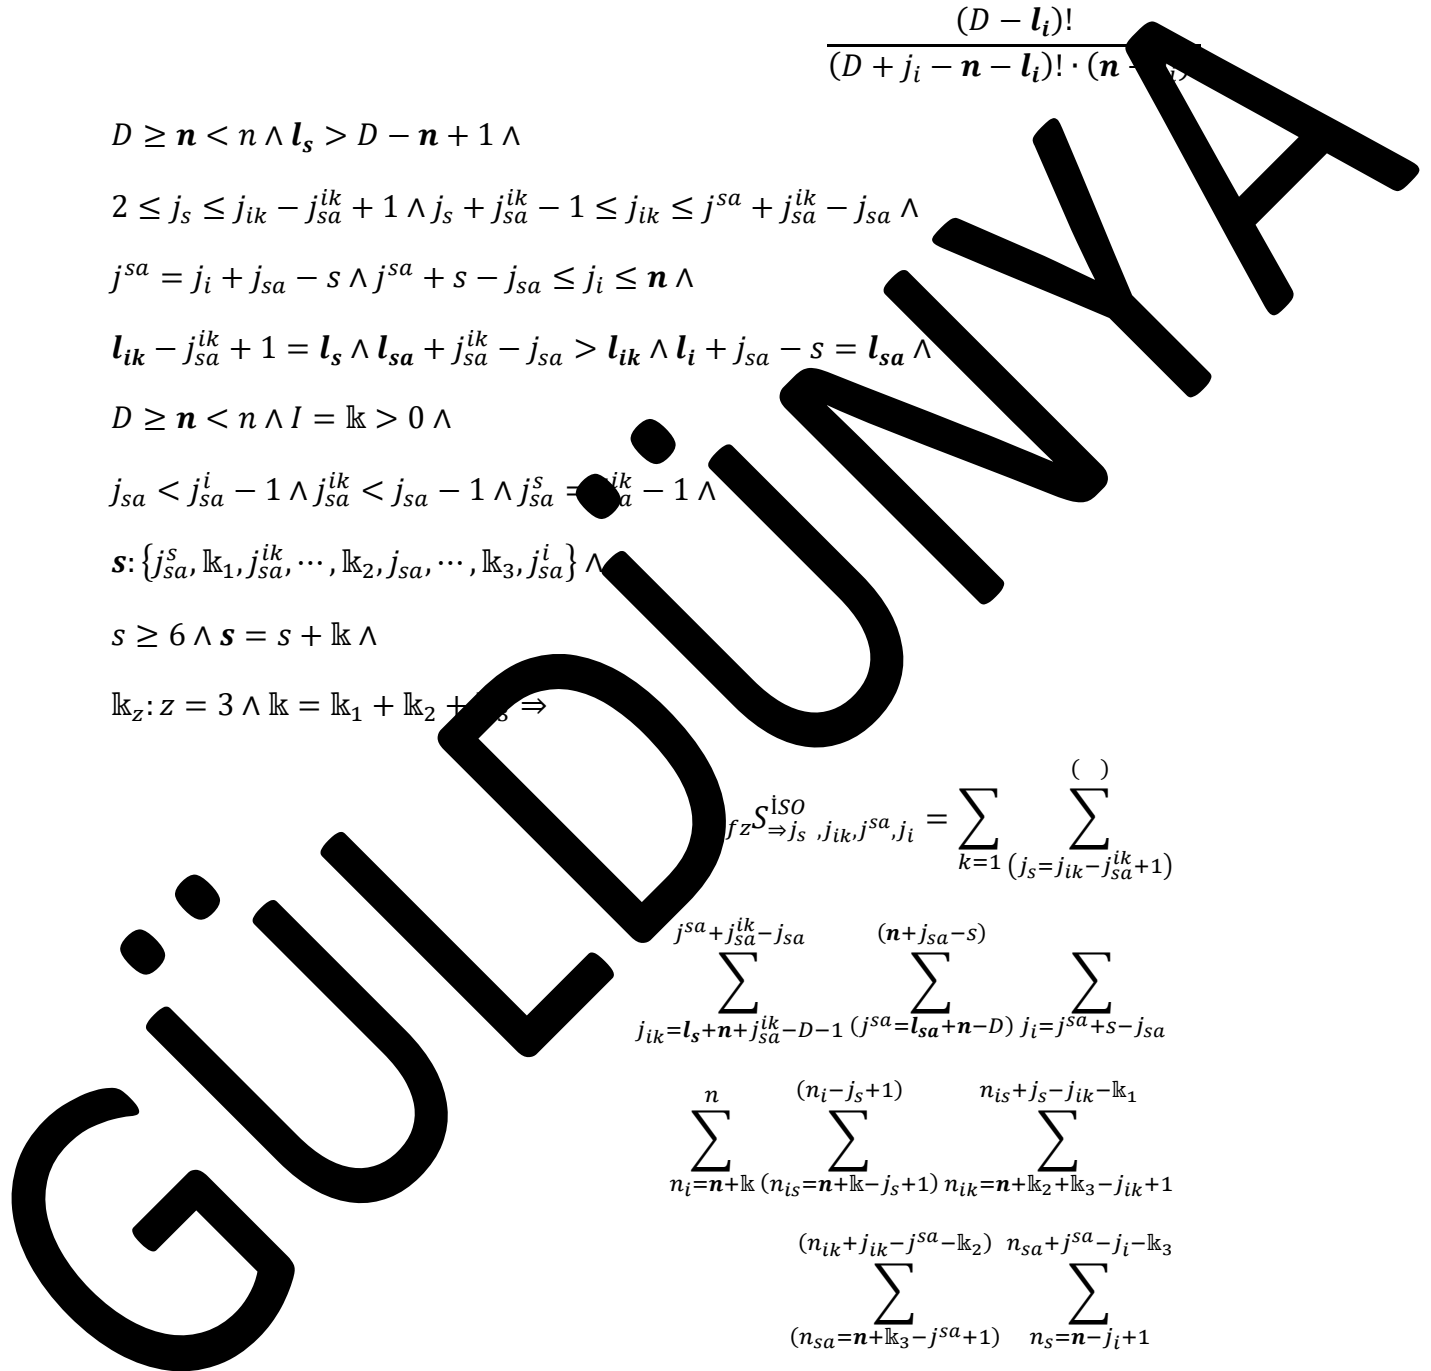 (D − l_i)!
(D + j_i − n − l_i)! · (n
D ≥ n < n ∧ l_s > D − n + 1 ∧
2 ≤ j_s ≤ j_ik − j_sa^ik + 1 ∧ j_s + j_sa^ik − 1 ≤ j_ik ≤ j^sa + j_sa^ik − j_sa ∧
j^sa = j_i + j_sa − s ∧ j^sa + s − j_sa ≤ j_i ≤ n ∧
l_ik − j_sa^ik + 1 = l_s ∧ l_sa + j_sa^ik − j_sa > l_ik ∧ l_i + j_sa − s = l_sa ∧
D ≥ n < n ∧ I = 𝕜 > 0 ∧
j_sa < j_sa^i − 1 ∧ j_sa^ik < j_sa − 1 ∧ j_sa^s = − 1 ∧
s: {j_sa^s, 𝕜_1, j_sa^ik, ⋯ , 𝕜_2, j_sa, ⋯ , 𝕜_3, j_sa^i} ∧
s ≥ 6 ∧ s = s + 𝕜 ∧
𝕜_z: z = 3 ∧ 𝕜 = 𝕜_1 + 𝕜_2 + ⇒
( )
fz S^İSO_⇒j_s ,j_ik,j^sa,j_i = ∑ ∑
k=1 (j_s=j_ik−j_sa^ik+1)
j^sa+j_sa^ik−j_sa (n+j_sa−s)
∑ ∑ ∑
j_ik=l_s+n+j_sa^ik−D−1 (j^sa=l_sa+n−D) j_i=j^sa+s−j_sa
n (n_i−j_s+1) n_is+j_s−j_ik−𝕜_1
∑ ∑ ∑
n_i=n+𝕜 (n_is=n+𝕜−j_s+1) n_ik=n+𝕜_2+𝕜_3−j_ik+1
(n_ik+j_ik−j^sa−𝕜_2) n_sa+j^sa−j_i−𝕜_3
∑ ∑
(n_sa=n+𝕜_3−j^sa+1) n_s=n−j_i+1
GÜLDÜNYA